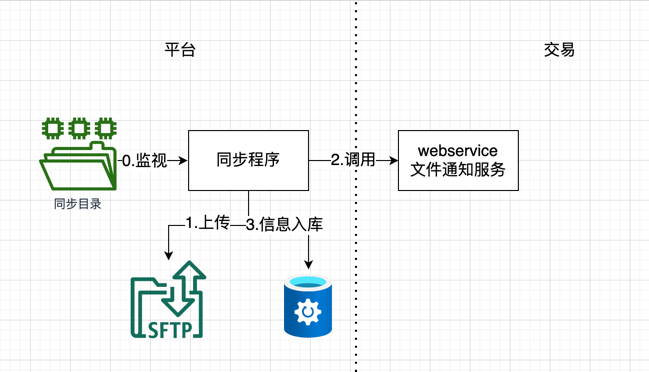 平台
交易
0.监视
同步程序
2.调用
webservice
文件通知服务
同步目录
1.上传
3.信息入库
SFTP